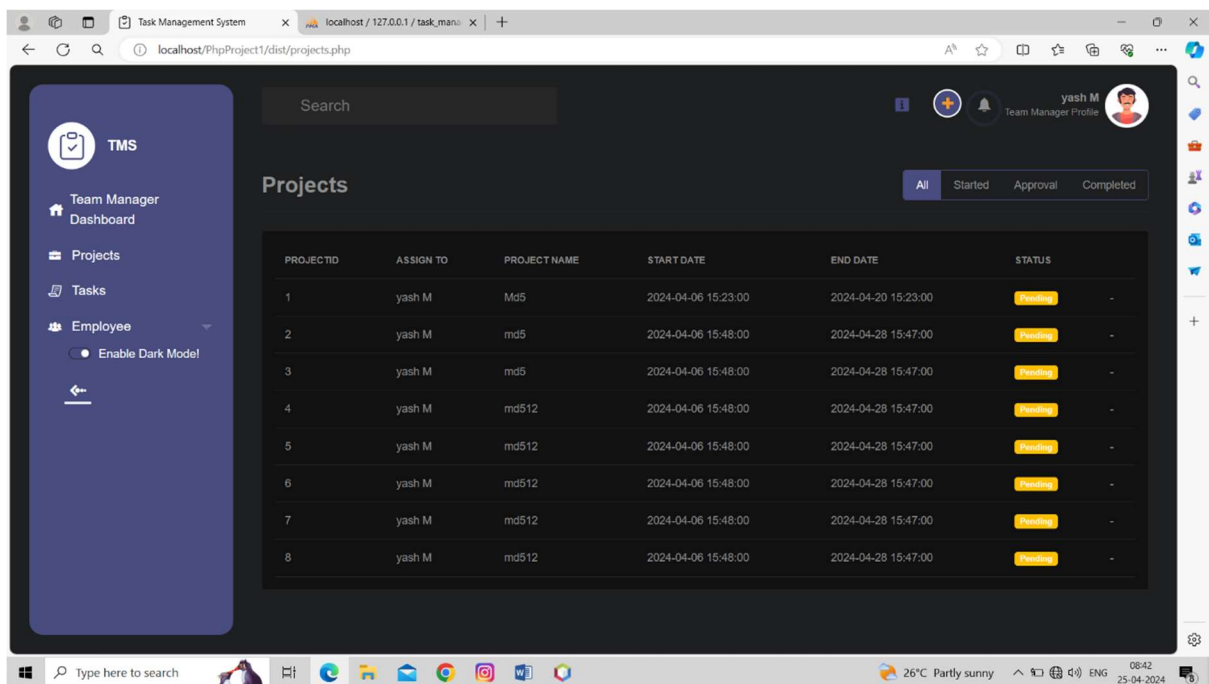 Task Management System
localhost / 127.0.0.1 / task_mana
localhost/PhpProject1/dist/projects.php
TMS
Team Manager
Dashboard
Projects
Tasks
Employee
Enable Dark Mode!
Search
yash M
Team Manager Profile
Projects
All Started Approval Completed
PROJECTID ASSIGN TO PROJECT NAME START DATE END DATE STATUS
1 yash M Md5 2024-04-06 15:23:00 2024-04-20 15:23:00 Pending -
2 yash M md5 2024-04-06 15:48:00 2024-04-28 15:47:00 Pending -
3 yash M md5 2024-04-06 15:48:00 2024-04-28 15:47:00 Pending -
4 yash M md512 2024-04-06 15:48:00 2024-04-28 15:47:00 Pending -
5 yash M md512 2024-04-06 15:48:00 2024-04-28 15:47:00 Pending -
6 yash M md512 2024-04-06 15:48:00 2024-04-28 15:47:00 Pending -
7 yash M md512 2024-04-06 15:48:00 2024-04-28 15:47:00 Pending -
8 yash M md512 2024-04-06 15:48:00 2024-04-28 15:47:00 Pending -
Type here to search
26°C Partly sunny
ENG
08:42
25-04-2024